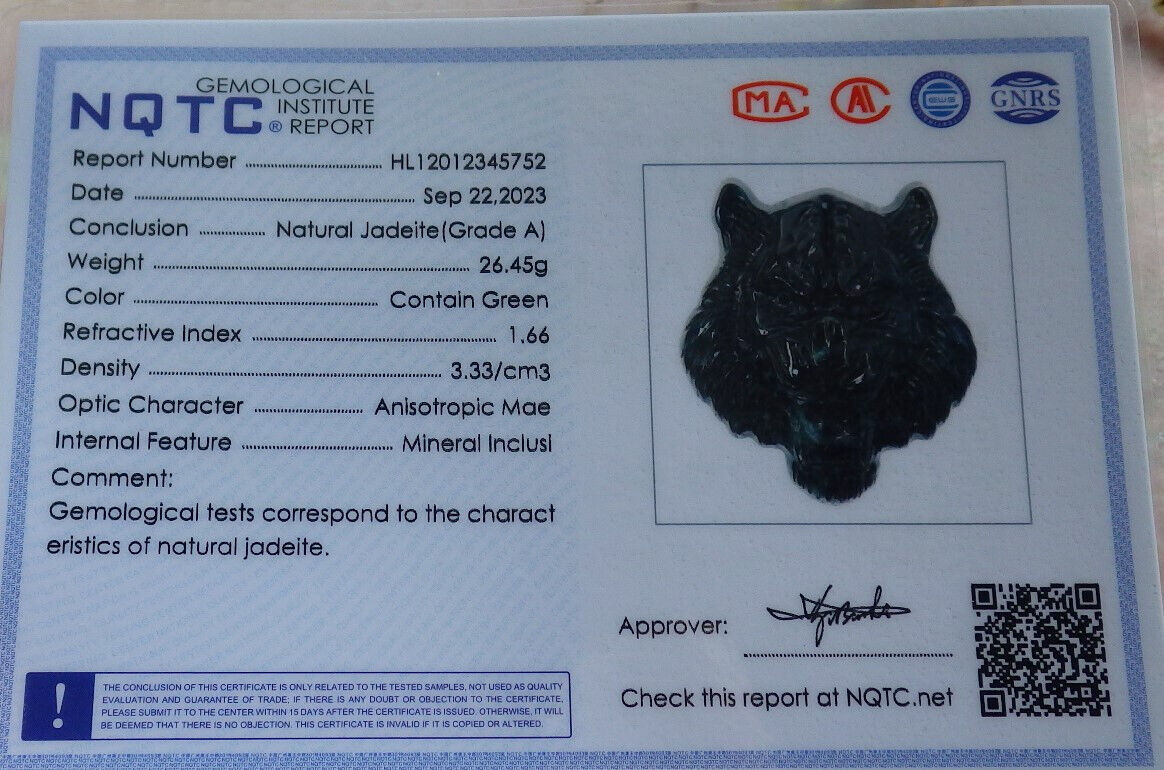 GEMOLOGICAL
NQTC ® INSTITUTE
REPORT
MA
GNRS
Report Number ........ HL12012345752
Date ........ Sep 22,2023
Conclusion ........ Natural Jadeite(Grade A)
Weight ........ 26.45g
Color ........ Contain Green
Refractive Index ........ 1.66
Density ........ 3.33/cm3
Optic Character ........ Anisotropic Mae
Internal Feature ........ Mineral Inclusi
Comment:
Gemological tests correspond to the charact
eristics of natural jadeite.
Approver:
Check this report at NQTC.net
!
THE CONCLUSION OF THIS CERTIFICATE IS ONLY RELATED TO THE TESTED SAMPLES, NOT USED AS QUALITY
EVALUATION AND GUARANTEE OF TRADE; IF THERE IS ANY DOUBT OR OBJECTION TO THE CERTIFICATE,
PLEASE SUBMIT IT TO THE CENTER WITHIN 15 DAYS AFTER THE CERTIFICATE IS ISSUED. OTHERWISE, IT WILL
BE DEEMED THAT THERE IS NO OBJECTION. THIS CERTIFICATE IS INVALID IF IT IS COPIED OR ALTERED.